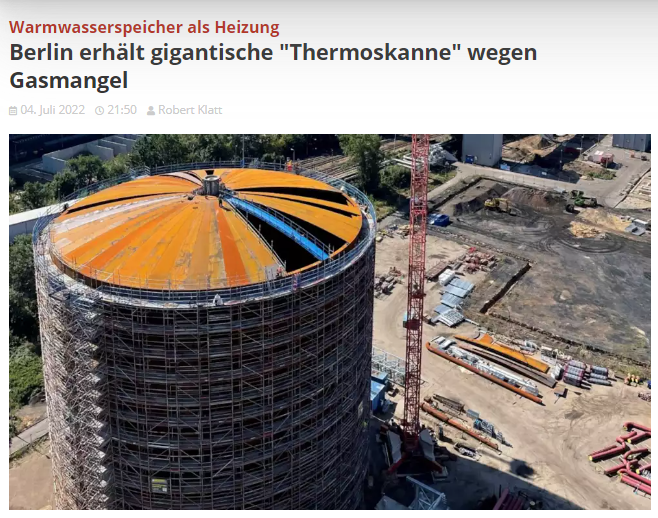 Warmwasserspeicher als Heizung
Berlin erhält gigantische "Thermoskanne" wegen
Gasmangel
04. Juli 2022 21:50 Robert Klatt